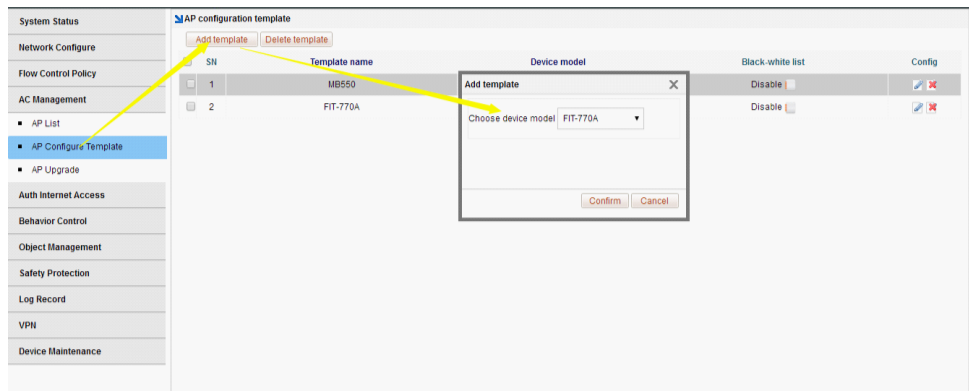 System Status
Network Configure
Flow Control Policy
AC Management
AP List
AP Configure Template
AP Upgrade
Auth Internet Access
Behavior Control
Object Management
Safety Protection
Log Record
VPN
Device Maintenance
AP configuration template
Add template Delete template
SN Template name Device model Black-white list Config
1 MB550 Disable
2 FIT-770A Disable
Add template X
Choose device model FIT-770A
Confirm Cancel